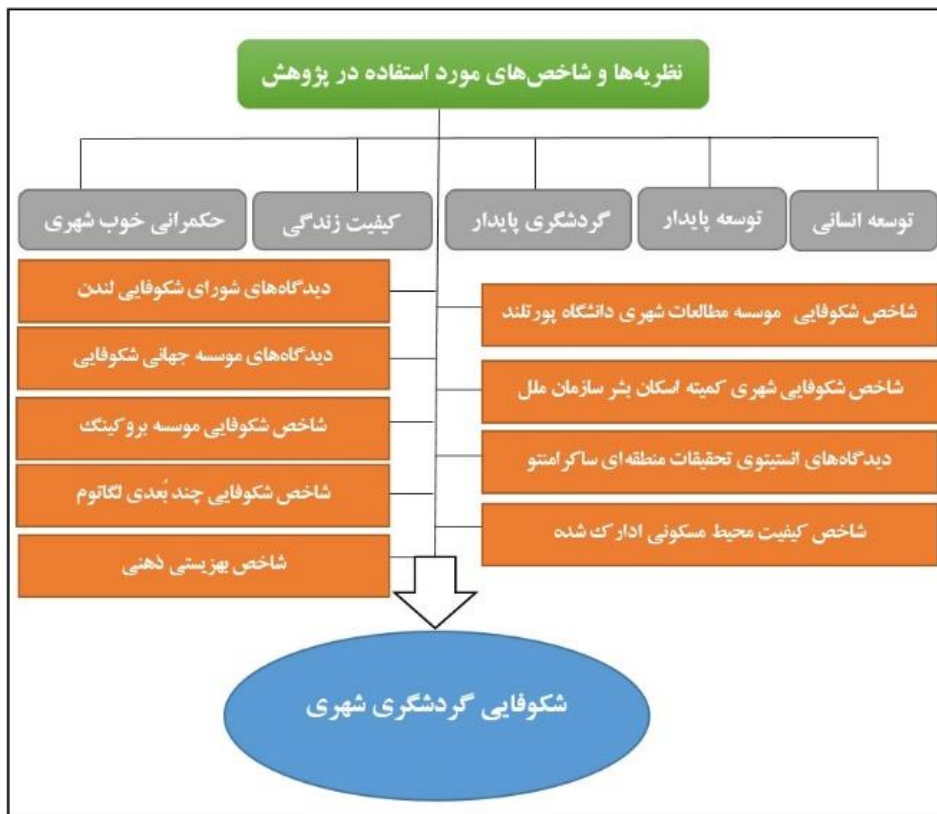 نظریه‌ها و شاخص‌های مورد استفاده در پژوهش
توسعه انسانی
توسعه پایدار
گردشگری پایدار
کیفیت زندگی
حکمرانی خوب شهری
شاخص شکوفایی موسسه مطالعات شهری دانشگاه پورتلند
شاخص شکوفایی شهری کمیته اسکان بشر سازمان ملل
دیدگاه‌های انستیتوی تحقیقات منطقه‌ای ساکرامنتو
شاخص کیفیت محیط مسکونی ادارک شده
دیدگاه‌های شورای شکوفایی لندن
دیدگاه‌های موسسه جهانی شکوفایی
شاخص شکوفایی موسسه بروکینگ
شاخص شکوفایی چند بُعدی لگاتوم
شاخص بهزیستی ذهنی
شکوفایی گردشگری شهری